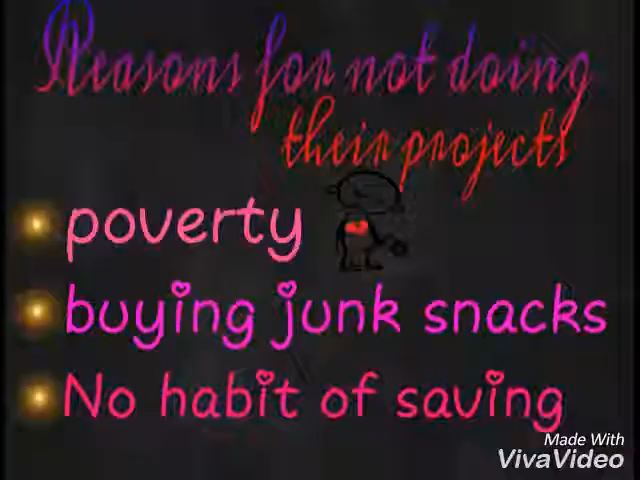 Reasons for not doing
their projects
poverty
buying junk snacks
No habit of saving
Made With
VivaVideo